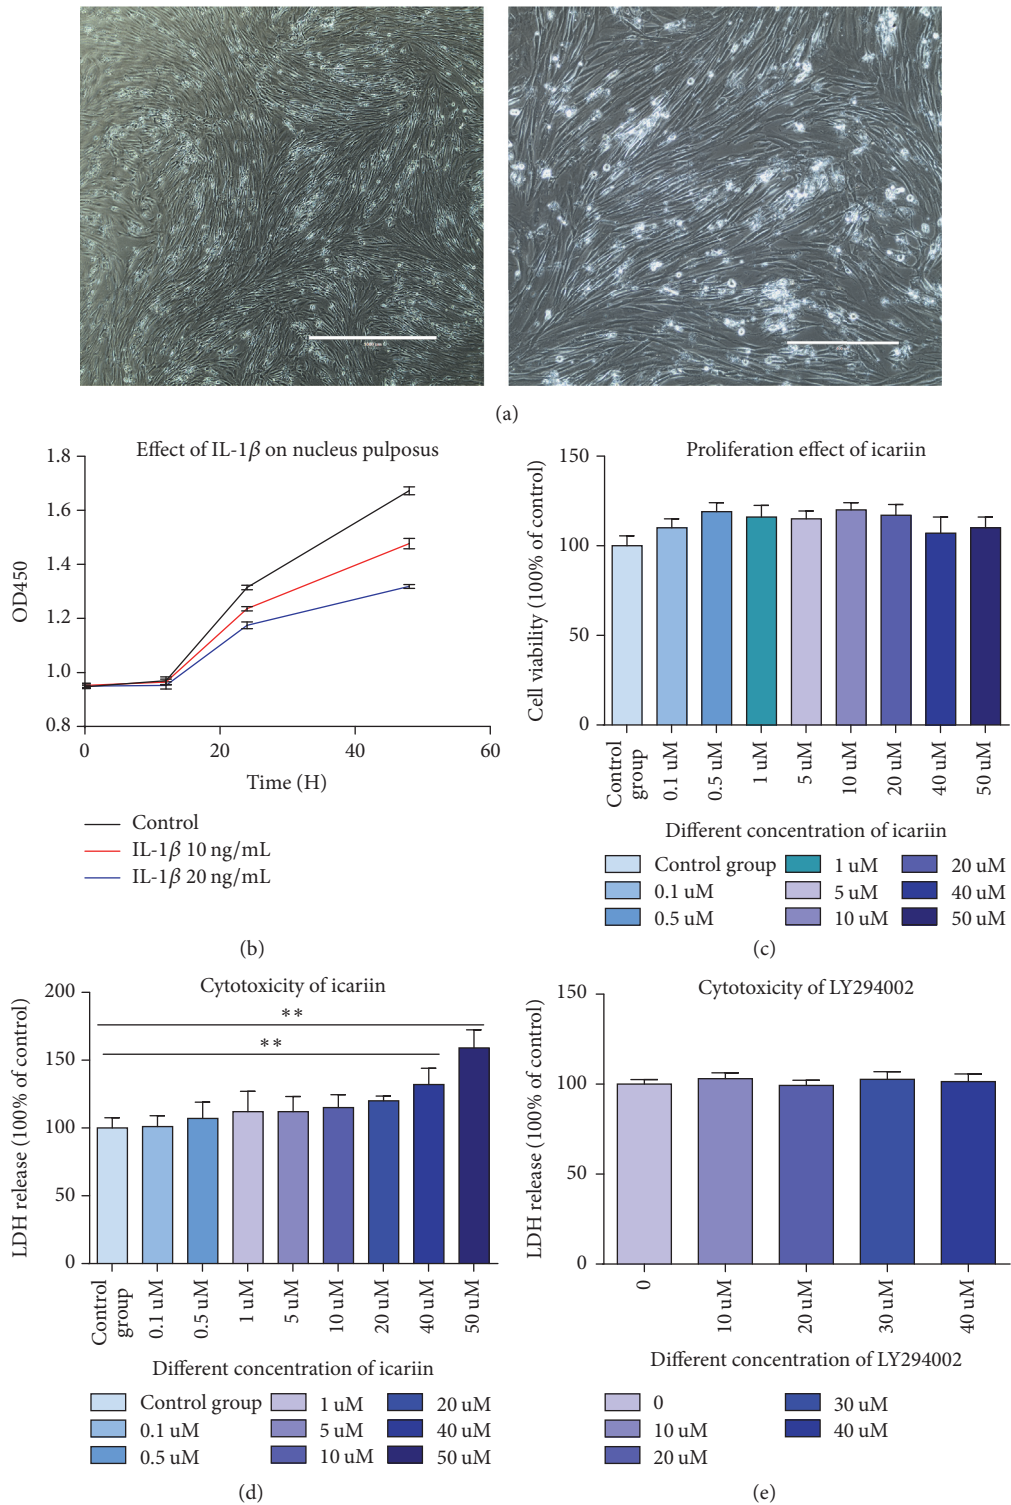 (a)
Effect of IL-1β on nucleus pulposus
1.8
1.6
1.4
1.2
1.0
0.8
OD450
0
20
40
60
Time (H)
Control
IL-1β 10 ng/mL
IL-1β 20 ng/mL
(b)
Proliferation effect of icariin
150
100
50
0
Cell viability (100% of control)
Control
group
0.1 uM
0.5 uM
1 uM
5 uM
10 uM
20 uM
40 uM
50 uM
Different concentration of icariin
Control group
0.1 uM
0.5 uM
1 uM
5 uM
10 uM
20 uM
40 uM
50 uM
(c)
Cytotoxicity of icariin
200
150
100
50
0
LDH release (100% of control)
**
**
Control
group
0.1 uM
0.5 uM
1 uM
5 uM
10 uM
20 uM
40 uM
50 uM
Different concentration of icariin
Control group
0.1 uM
0.5 uM
1 uM
5 uM
10 uM
20 uM
40 uM
50 uM
(d)
Cytotoxicity of LY294002
150
100
50
0
LDH release (100% of control)
0
10 uM
20 uM
30 uM
40 uM
Different concentration of LY294002
0
10 uM
20 uM
30 uM
40 uM
(e)